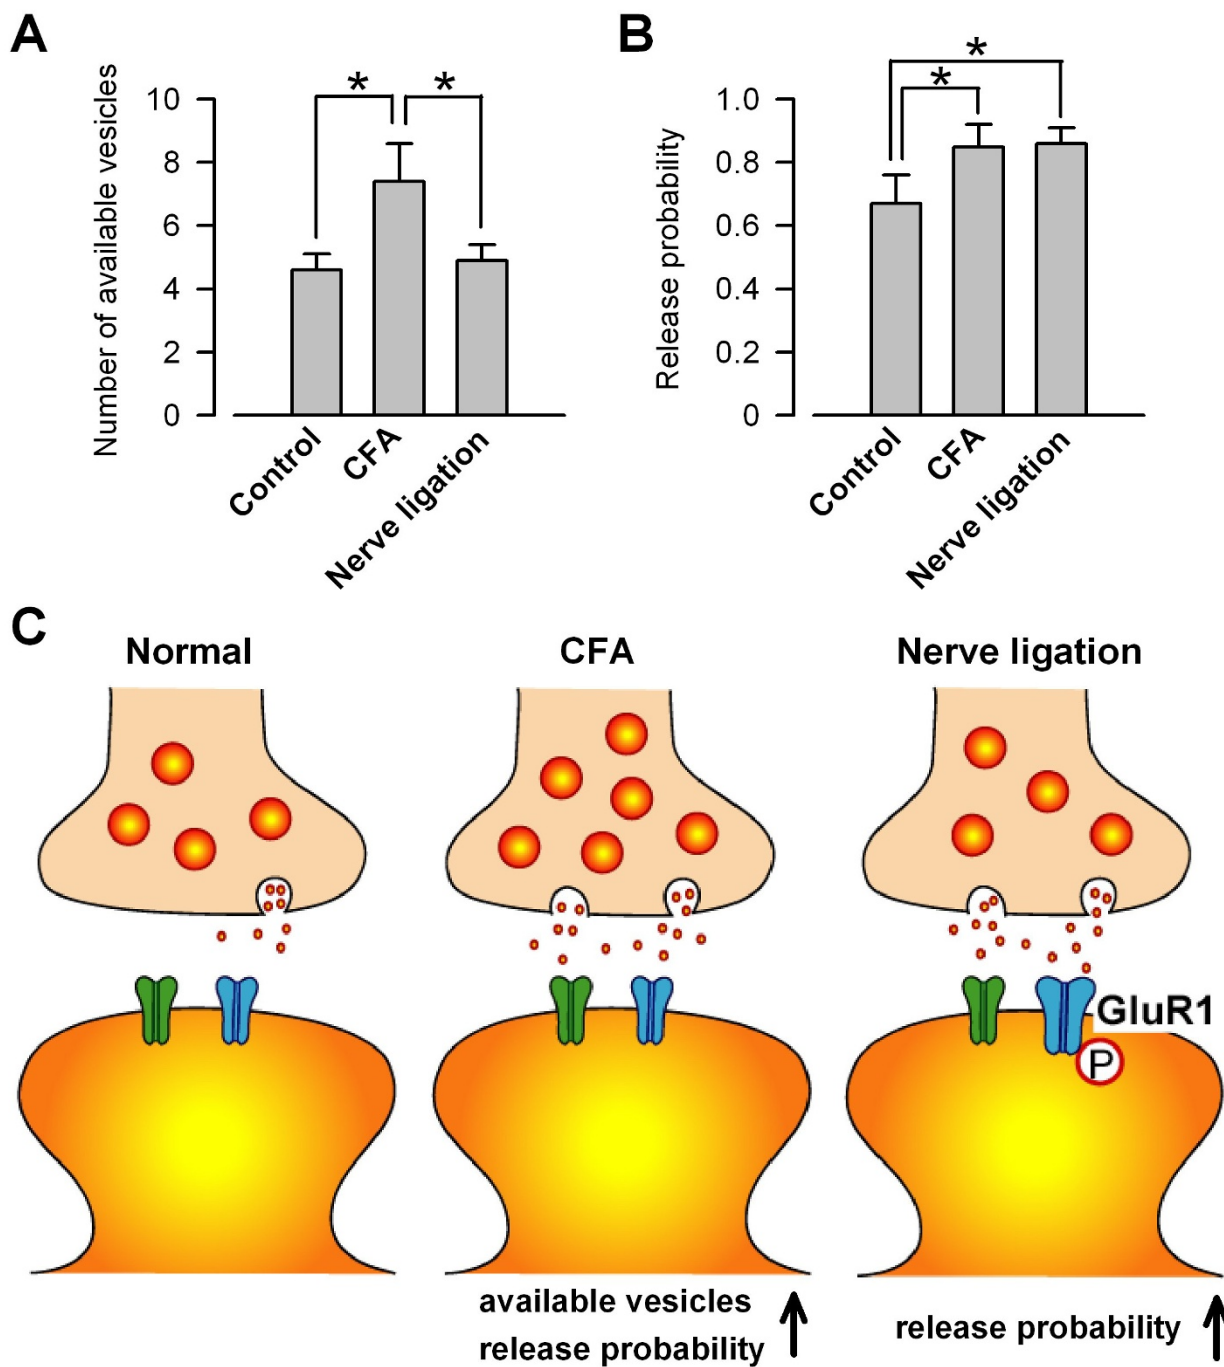 A
B
Number of available vesicles
10
8
6
4
2
0
* *
Control
CFA
Nerve ligation
Release probability
1.0
0.8
0.6
0.4
0.2
0
*
*
Control
CFA
Nerve ligation
C
Normal
CFA
Nerve ligation
GluR1
P
available vesicles
release probability
release probability